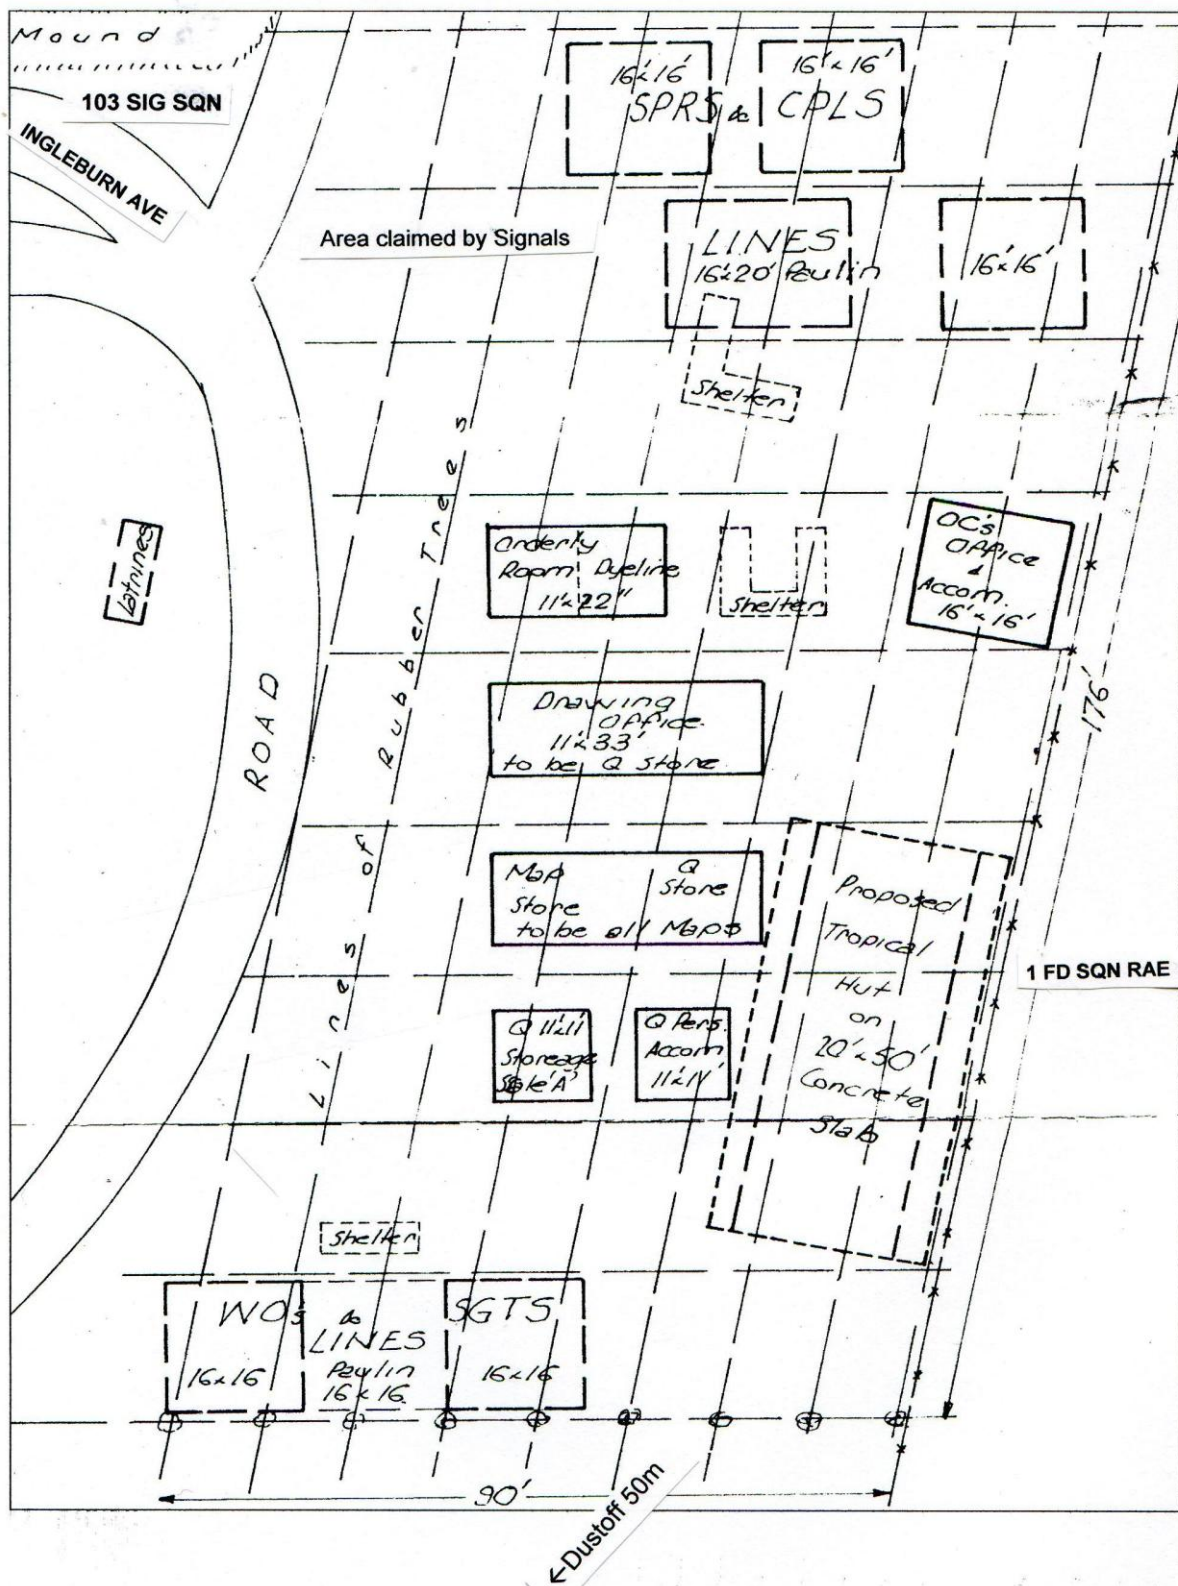 Mound
103 SIG SQN
INGLEBURN AVE
16'x16'
SPRS &
16'x16'
CPLS
Area claimed by Signals
LINES
16'x20' Paulin
16'x16'
Shelter
Latrines
ROAD
Lines of Rubber Trees
Orderly
Room Dyeline
11'x22"
Shelter
OC's
Office
&
Accom.
16'x16'
Drawing
Office.
11'x33'
to be Q Store
176'
Map Q
Store Store
to be all Maps
Proposed
Tropical
Hut
on
20'x50'
Concrete
Slab
1 FD SQN RAE
Q 11'x11'
Storeage
'A'
Q Pers.
Accom
11'x11'
Shelter
WO's &
LINES
SGTS
16x16
Paulin
16x16
16x16
90'
←Dustoff 50m